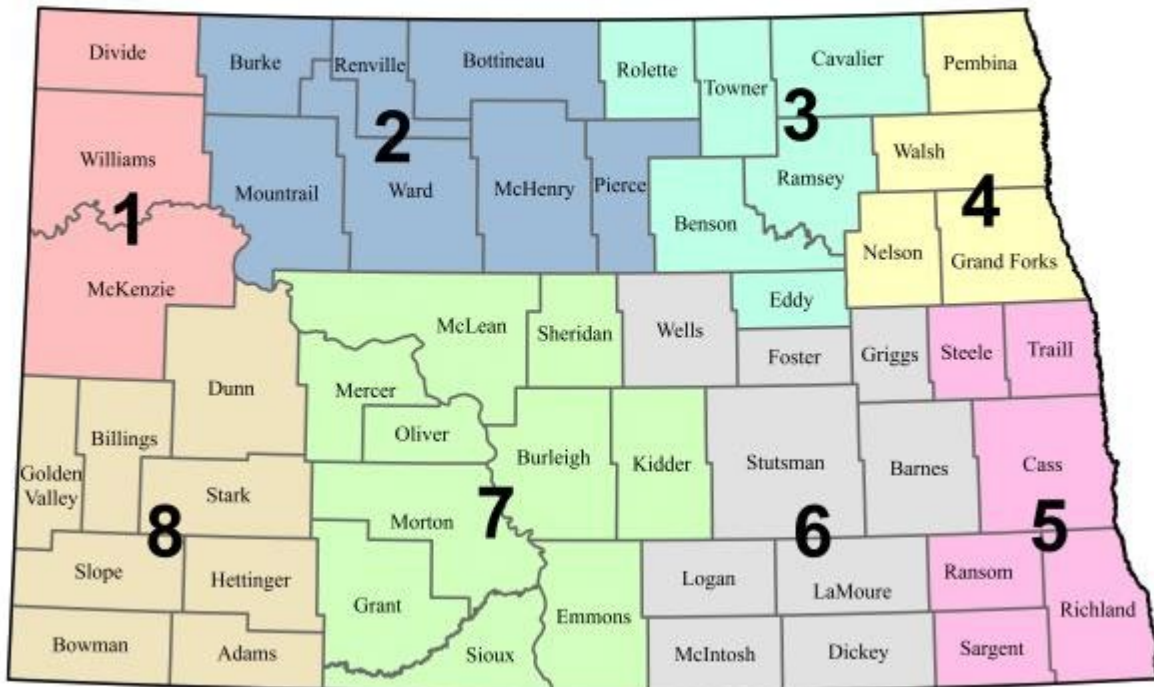 Divide
Burke
Renville
Bottineau
Rolette
Towner
Cavalier
Pembina
2
3
Williams
Mountrail
Ward
McHenry
Pierce
Benson
Ramsey
Walsh
1
4
McKenzie
Nelson
Grand Forks
Eddy
McLean
Sheridan
Wells
Foster
Griggs
Steele
Traill
Dunn
Mercer
Oliver
Billings
Golden
Valley
Stark
Burleigh
Kidder
Stutsman
Barnes
Cass
8
Morton
7
6
5
Slope
Hettinger
Grant
Logan
LaMoure
Ransom
Richland
Emmons
Bowman
Adams
Sioux
McIntosh
Dickey
Sargent